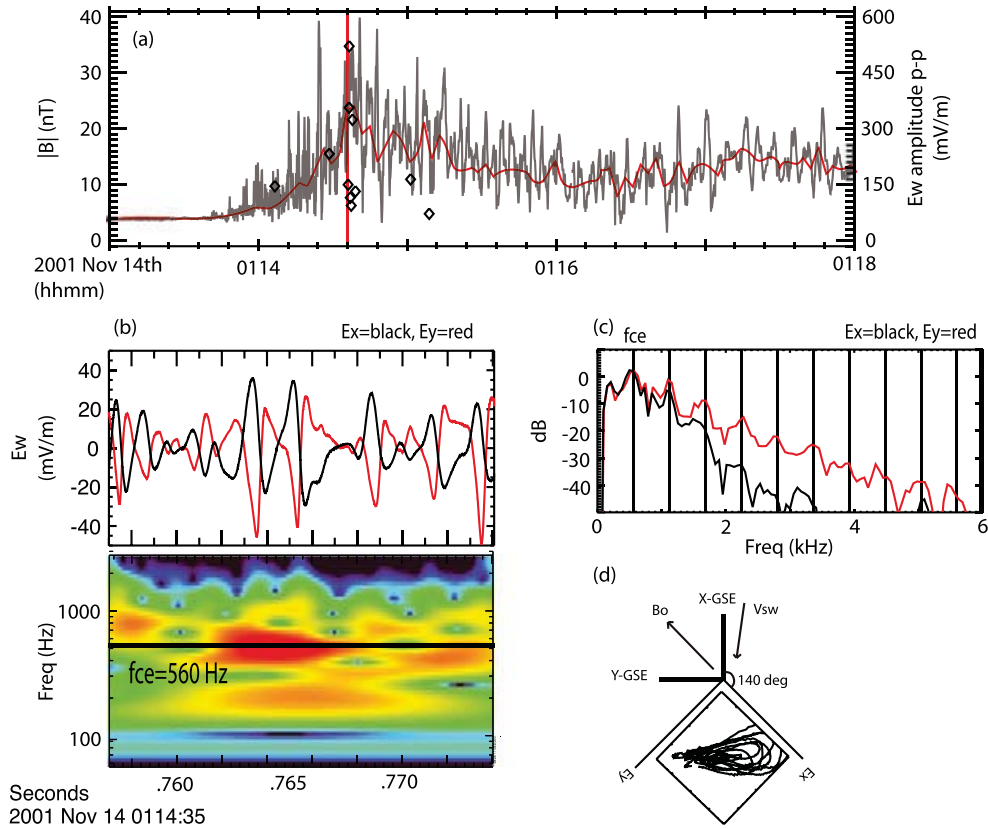 (a)
40
30
20
10
0
|B| (nT)
600
450
300
150
0
Ew amplitude p-p
(mV/m)
2001 Nov 14th
(hhmm)
0114
0116
0118
(b)
Ex=black, Ey=red
40
20
0
-20
-40
Ew
(mV/m)
1000
100
Freq (Hz)
fce=560 Hz
.760
.765
.770
Seconds
2001 Nov 14 0114:35
(c)
fce
Ex=black, Ey=red
0
-10
-20
-30
-40
dB
0
2
4
6
Freq (kHz)
(d)
X-GSE
Bo
Vsw
Y-GSE
140 deg
Ey
Ex